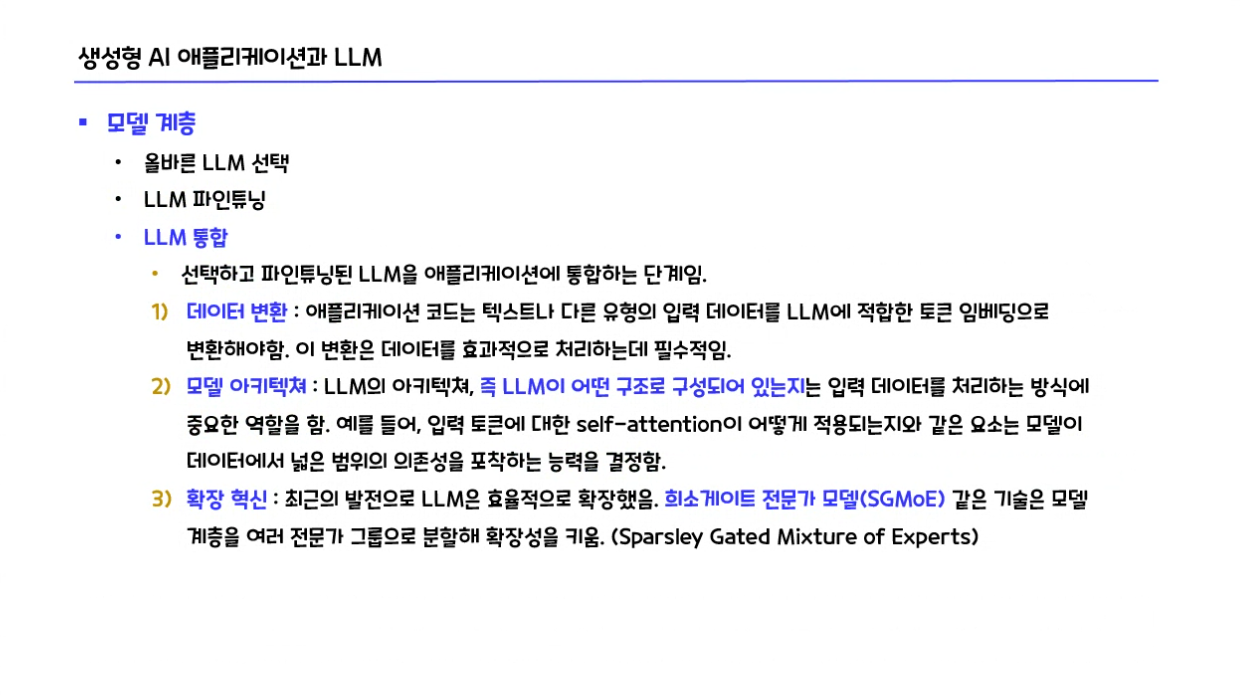 생성형 AI 애플리케이션과 LLM
▪ 모델 계층
• 올바른 LLM 선택
• LLM 파인튜닝
• LLM 통합
• 선택하고 파인튜닝된 LLM을 애플리케이션에 통합하는 단계임.
1) 데이터 변환 : 애플리케이션 코드는 텍스트나 다른 유형의 입력 데이터를 LLM에 적합한 토큰 임베딩으로
변환해야함. 이 변환은 데이터를 효과적으로 처리하는데 필수적임.
2) 모델 아키텍쳐 : LLM의 아키텍쳐, 즉 LLM이 어떤 구조로 구성되어 있는지는 입력 데이터를 처리하는 방식에
중요한 역할을 함. 예를 들어, 입력 토큰에 대한 self-attention이 어떻게 적용되는지와 같은 요소는 모델이
데이터에서 넓은 범위의 의존성을 포착하는 능력을 결정함.
3) 확장 혁신 : 최근의 발전으로 LLM은 효율적으로 확장했음. 희소게이트 전문가 모델(SGMoE) 같은 기술은 모델
계층을 여러 전문가 그룹으로 분할해 확장성을 키움. (Sparsley Gated Mixture of Experts)